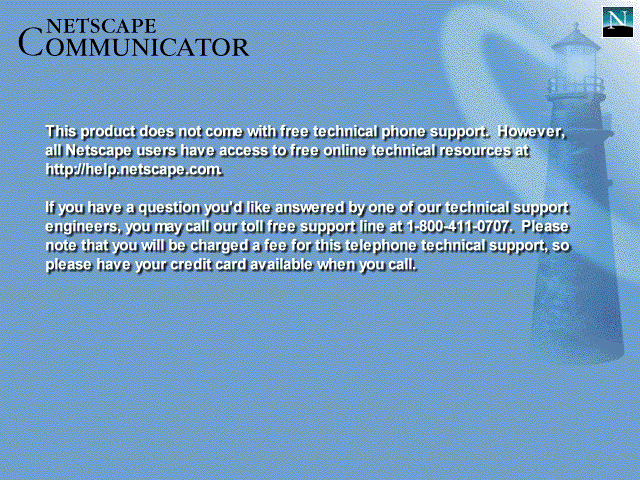 NETSCAPE
COMMUNICATOR
N
This product does not come with free technical phone support.  However,
all Netscape users have access to free online technical resources at
http://help.netscape.com.
If you have a question you'd like answered by one of our technical support
engineers, you may call our toll free support line at 1-800-411-0707.  Please
note that you will be charged a fee for this telephone technical support, so
please have your credit card available when you call.